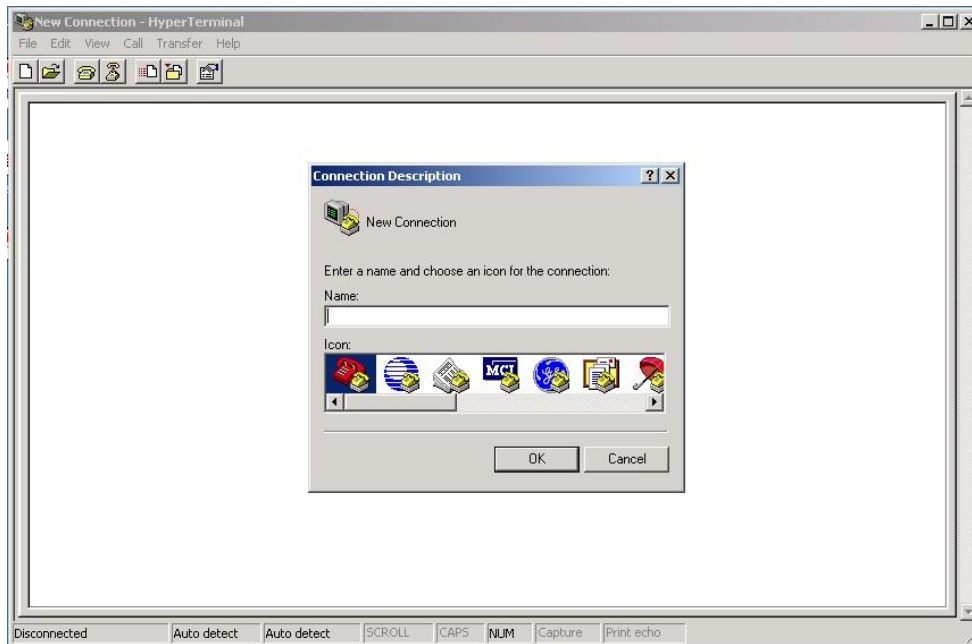 New Connection - HyperTerminal
File Edit View Call Transfer Help
Connection Description
New Connection
Enter a name and choose an icon for the connection:
Name:
Icon:
MCI
OK Cancel
Disconnected Auto detect Auto detect SCROLL CAPS NUM Capture Print echo